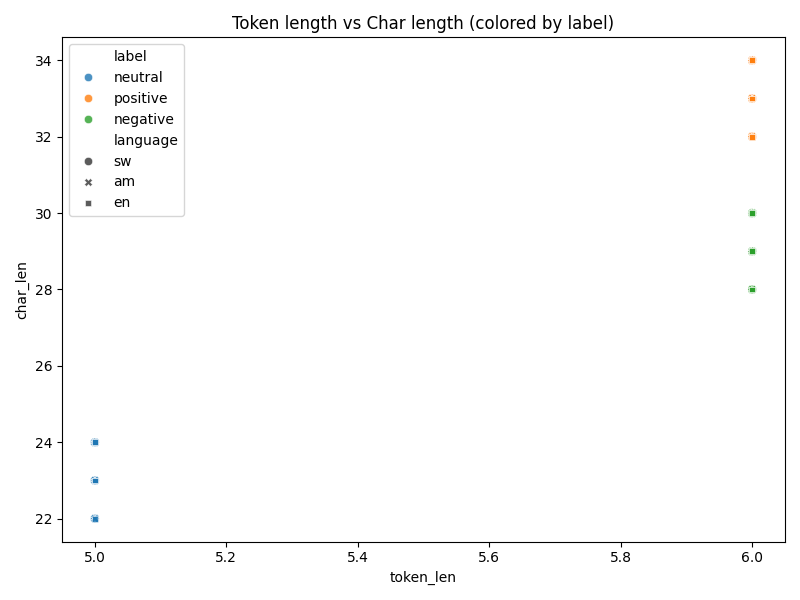 Token length vs Char length (colored by label)
label
neutral
positive
negative
language
sw
am
en
char_len
34
32
30
28
26
24
22
5.0 5.2 5.4 5.6 5.8 6.0
token_len